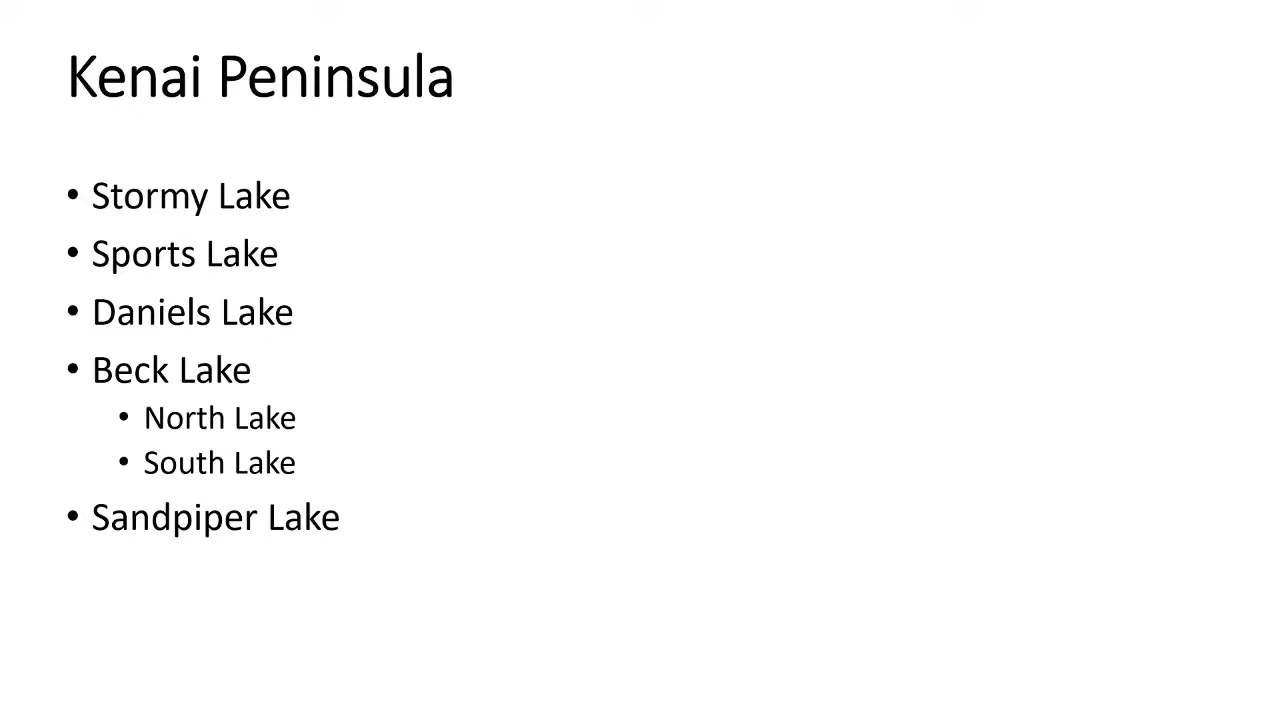 Kenai Peninsula
• Stormy Lake
• Sports Lake
• Daniels Lake
• Beck Lake
• North Lake
• South Lake
• Sandpiper Lake